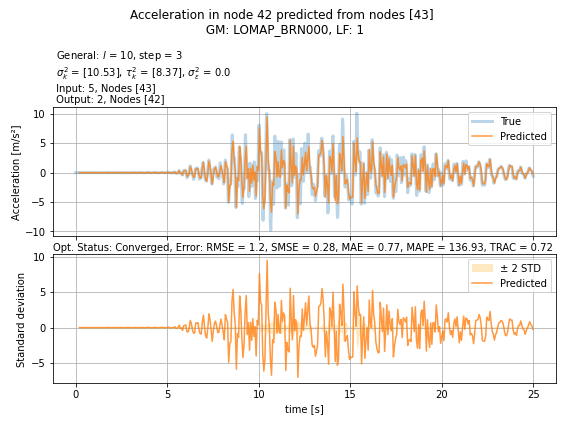 Acceleration in node 42 predicted from nodes [43]
GM: LOMAP_BRN000, LF: 1
General: l = 10, step = 3
σ²ₖ = [10.53], τ²ₖ = [8.37], σ²ε = 0.0
Input: 5, Nodes [43]
Output: 2, Nodes [42]
Acceleration [m/s²]
10
5
0
−5
−10
True
Predicted
Opt. Status: Converged, Error: RMSE = 1.2, SMSE = 0.28, MAE = 0.77, MAPE = 136.93, TRAC = 0.72
Standard deviation
10
5
0
−5
± 2 STD
Predicted
0
5
10
15
20
25
time [s]